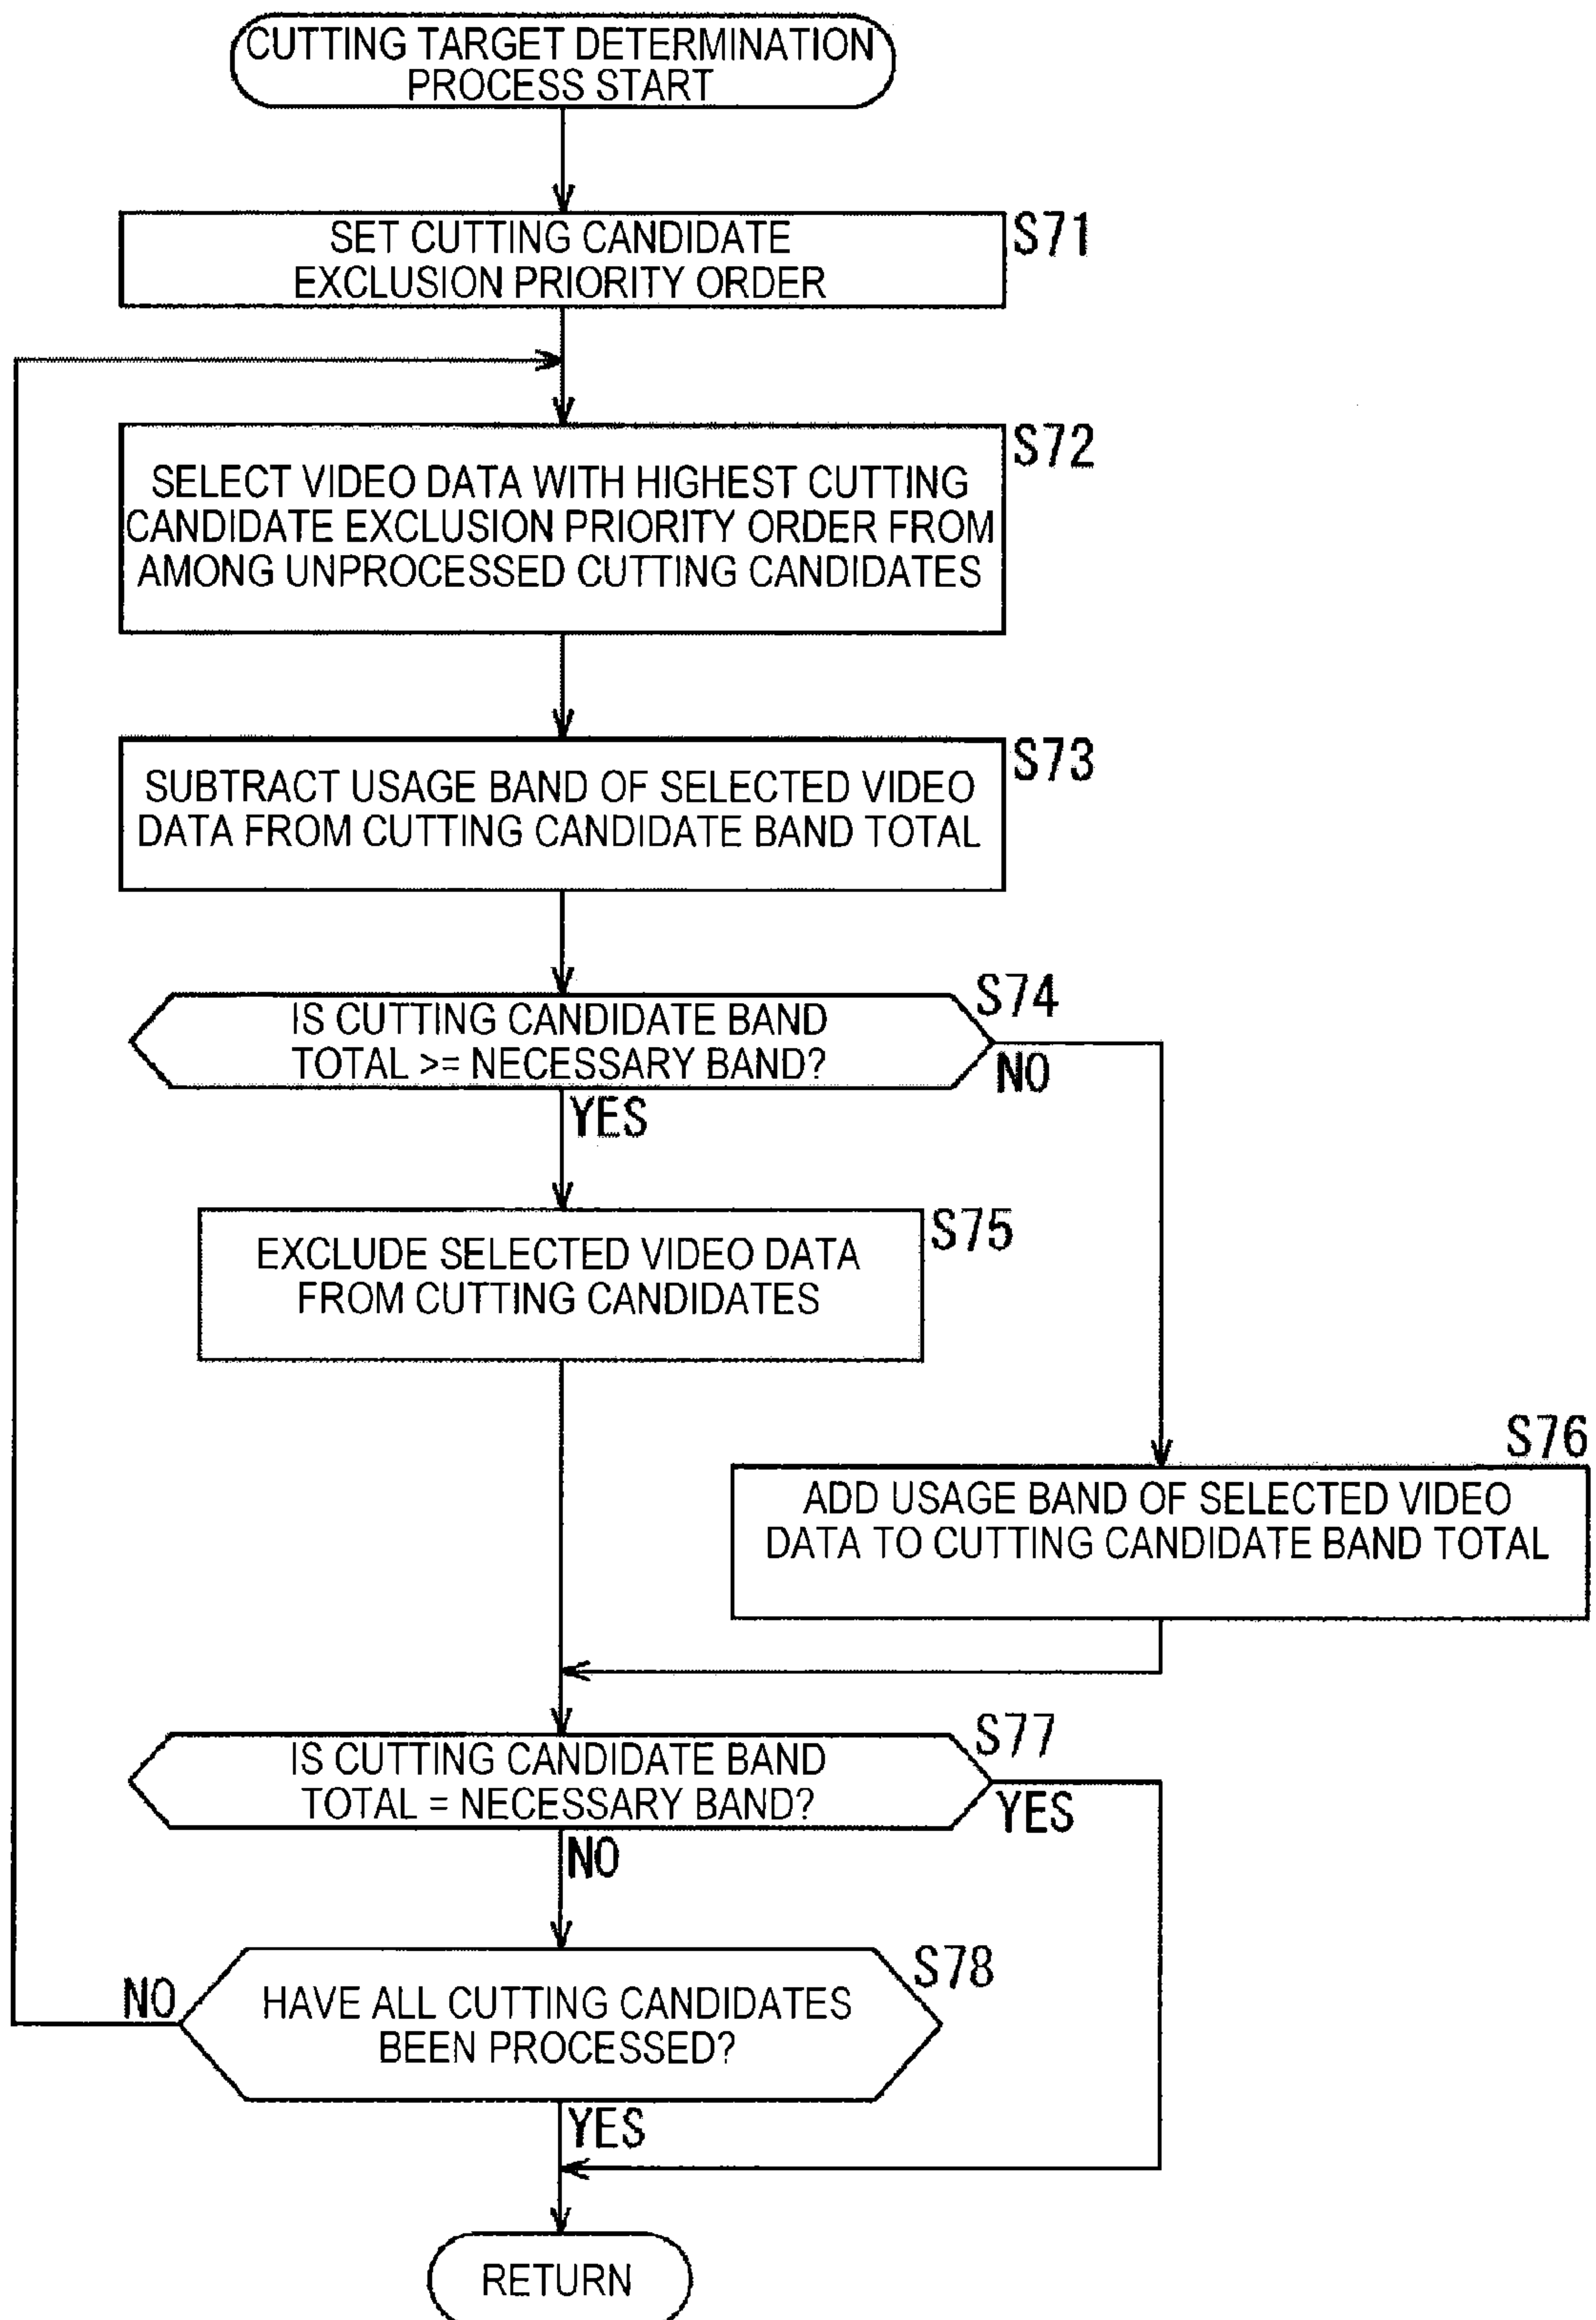 CUTTING TARGET DETERMINATION
PROCESS START
SET CUTTING CANDIDATE
EXCLUSION PRIORITY ORDER
S71
SELECT VIDEO DATA WITH HIGHEST CUTTING
CANDIDATE EXCLUSION PRIORITY ORDER FROM
AMONG UNPROCESSED CUTTING CANDIDATES
S72
SUBTRACT USAGE BAND OF SELECTED VIDEO
DATA FROM CUTTING CANDIDATE BAND TOTAL
S73
IS CUTTING CANDIDATE BAND
TOTAL >= NECESSARY BAND?
S74
NO
YES
EXCLUDE SELECTED VIDEO DATA
FROM CUTTING CANDIDATES
S75
S76
ADD USAGE BAND OF SELECTED VIDEO
DATA TO CUTTING CANDIDATE BAND TOTAL
IS CUTTING CANDIDATE BAND
TOTAL = NECESSARY BAND?
S77
YES
NO
HAVE ALL CUTTING CANDIDATES
BEEN PROCESSED?
S78
NO
YES
RETURN